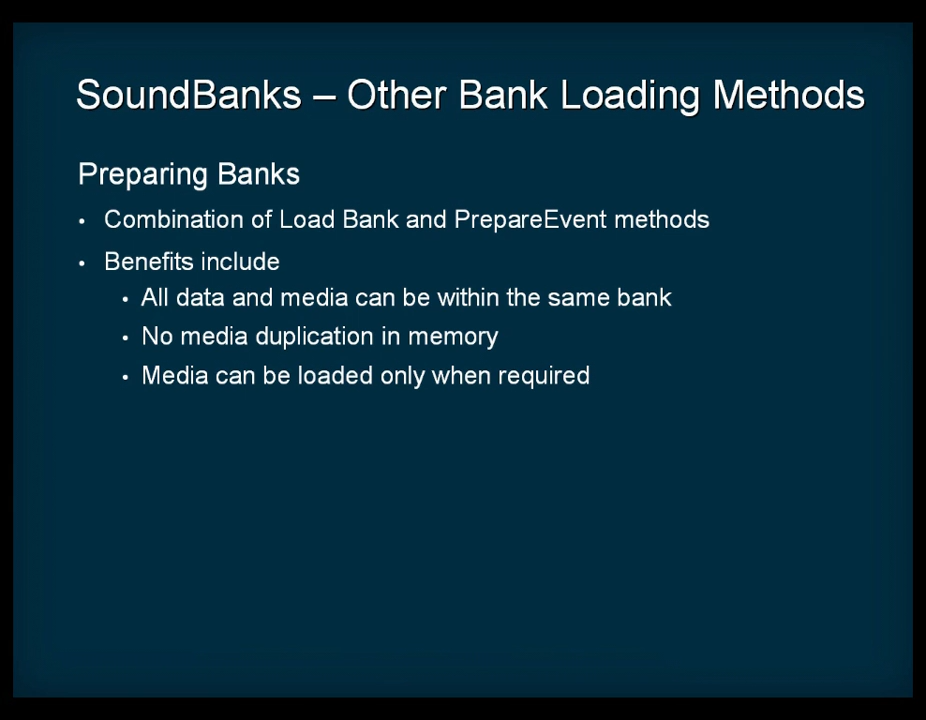 SoundBanks – Other Bank Loading Methods
Preparing Banks
• Combination of Load Bank and PrepareEvent methods
• Benefits include
• All data and media can be within the same bank
• No media duplication in memory
• Media can be loaded only when required